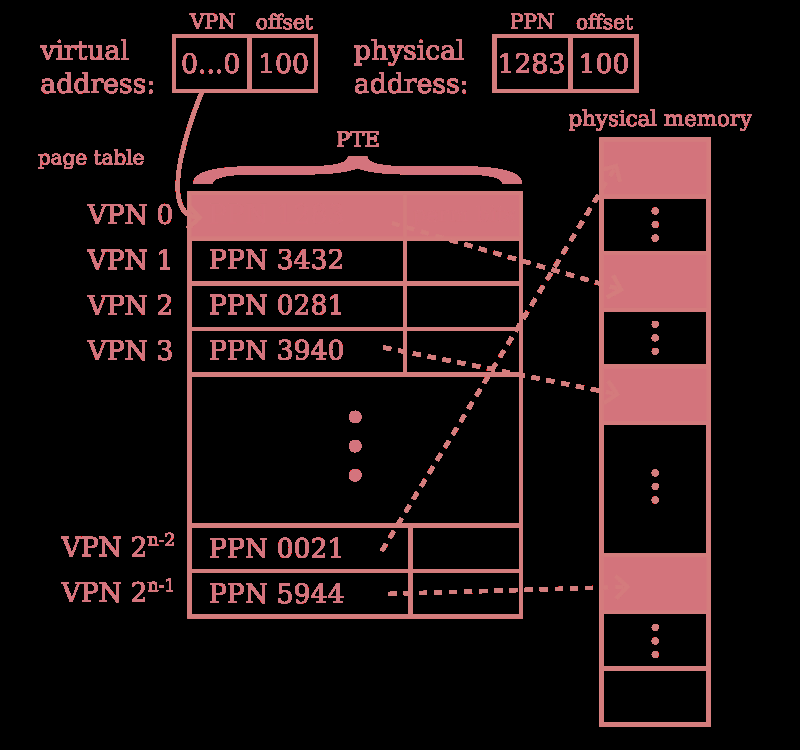 VPN offset
virtual address: 0...0 100
PPN offset
physical address: 1283 100
physical memory
PTE
page table
VPN 0
VPN 1 PPN 3432
VPN 2 PPN 0281
VPN 3 PPN 3940
VPN 2ⁿ⁻² PPN 0021
VPN 2ⁿ⁻¹ PPN 5944